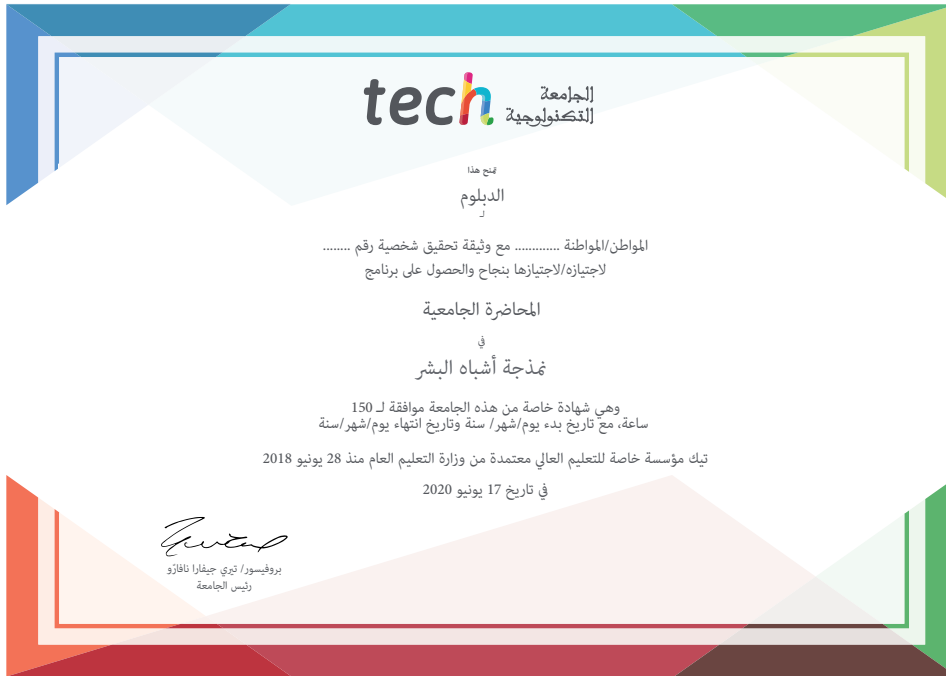 tech
الجامعة
التكنولوجية
تمنح هذا
الدبلوم
لـ
المواطن/المواطنة ............. مع وثيقة تحقيق شخصية رقم ........
لاجتيازه/لاجتيازها بنجاح والحصول على برنامج
المحاضرة الجامعية
في
نمذجة أشباه البشر
وهي شهادة خاصة من هذه الجامعة موافقة لـ 150
ساعة، مع تاريخ بدء يوم/شهر/ سنة وتاريخ انتهاء يوم/شهر/سنة
تيك مؤسسة خاصة للتعليم العالي معتمدة من وزارة التعليم العام منذ 28 يونيو 2018
في تاريخ 17 يونيو 2020
بروفيسور/ تيري جيفارا نافارّو
رئيس الجامعة